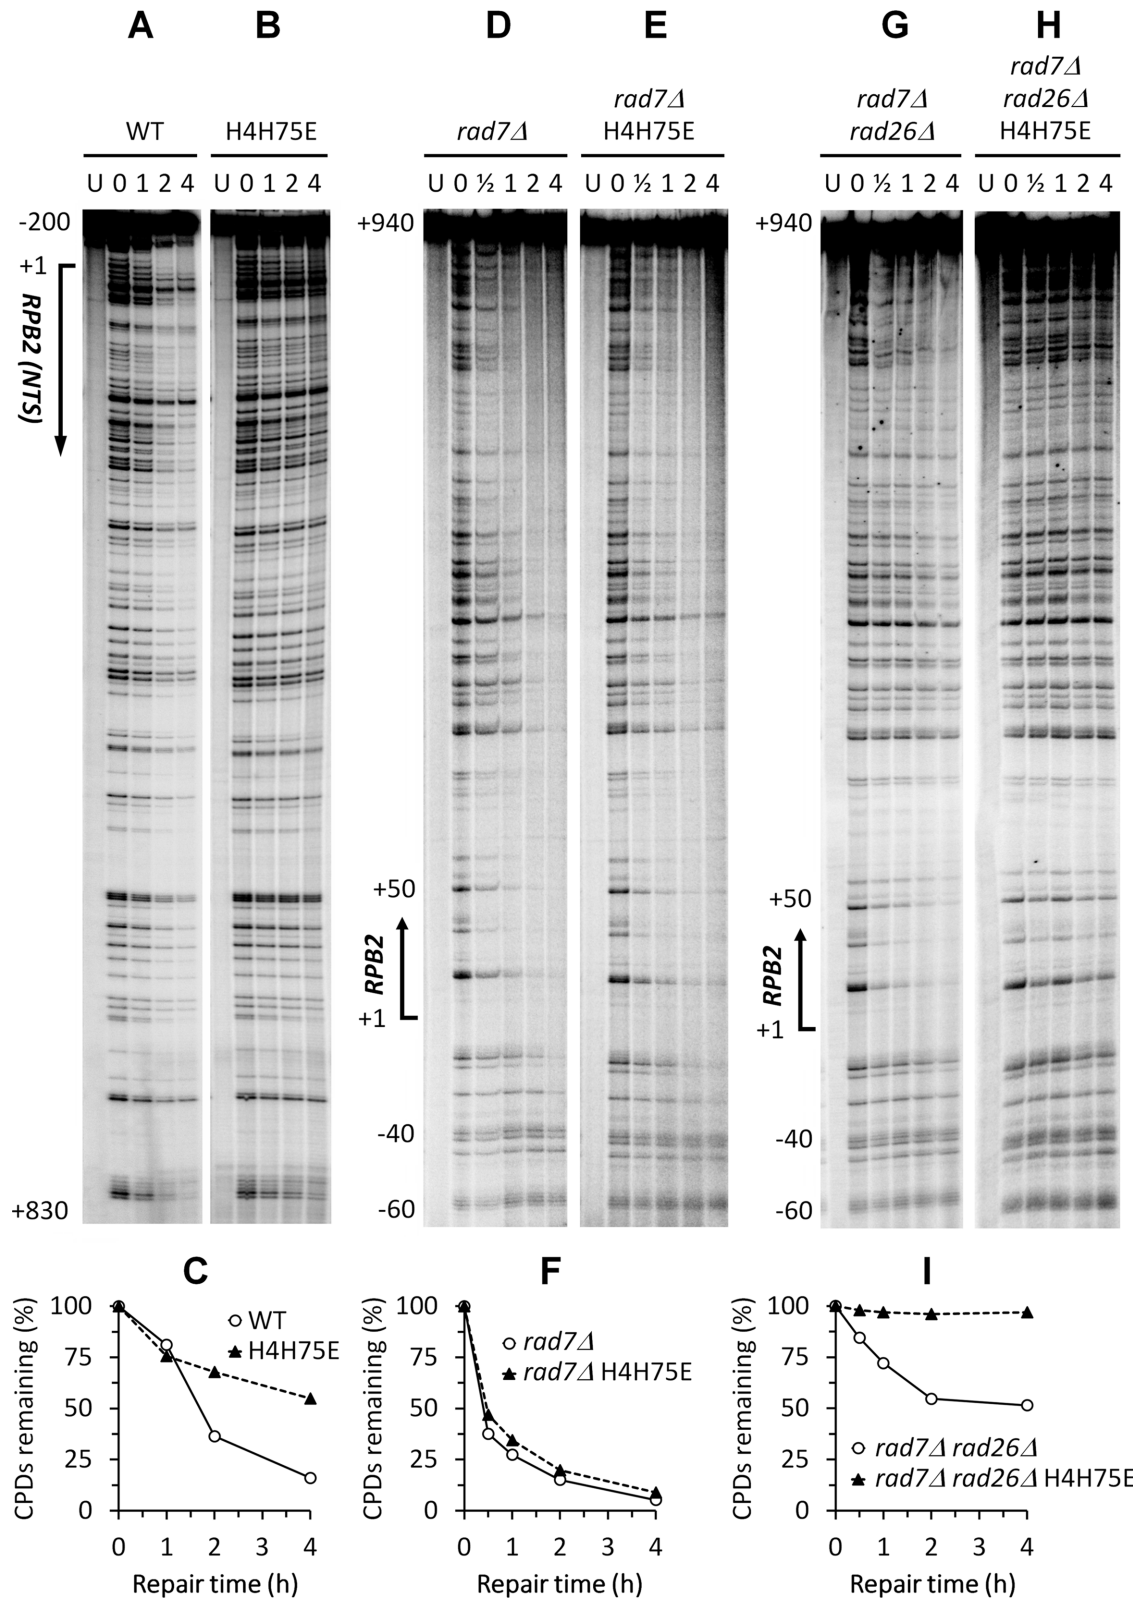 A B D E G H
WT
H4H75E
rad7Δ
rad7Δ
H4H75E
rad7Δ
rad26Δ
rad7Δ
rad26Δ
H4H75E
U 0 1 2 4
U 0 1 2 4
U 0 ½ 1 2 4
U 0 ½ 1 2 4
U 0 ½ 1 2 4
U 0 ½ 1 2 4
-200
+1
RPB2 (NTS)
+830
+940
+50
RPB2
+1
-40
-60
+940
+50
RPB2
+1
-40
-60
C
CPDs remaining (%)
100
75
50
25
0
WT
H4H75E
0 1 2 3 4
Repair time (h)
F
CPDs remaining (%)
100
75
50
25
0
rad7Δ
rad7Δ H4H75E
0 1 2 3 4
Repair time (h)
I
CPDs remaining (%)
100
75
50
25
0
rad7Δ rad26Δ
rad7Δ rad26Δ H4H75E
0 1 2 3 4
Repair time (h)